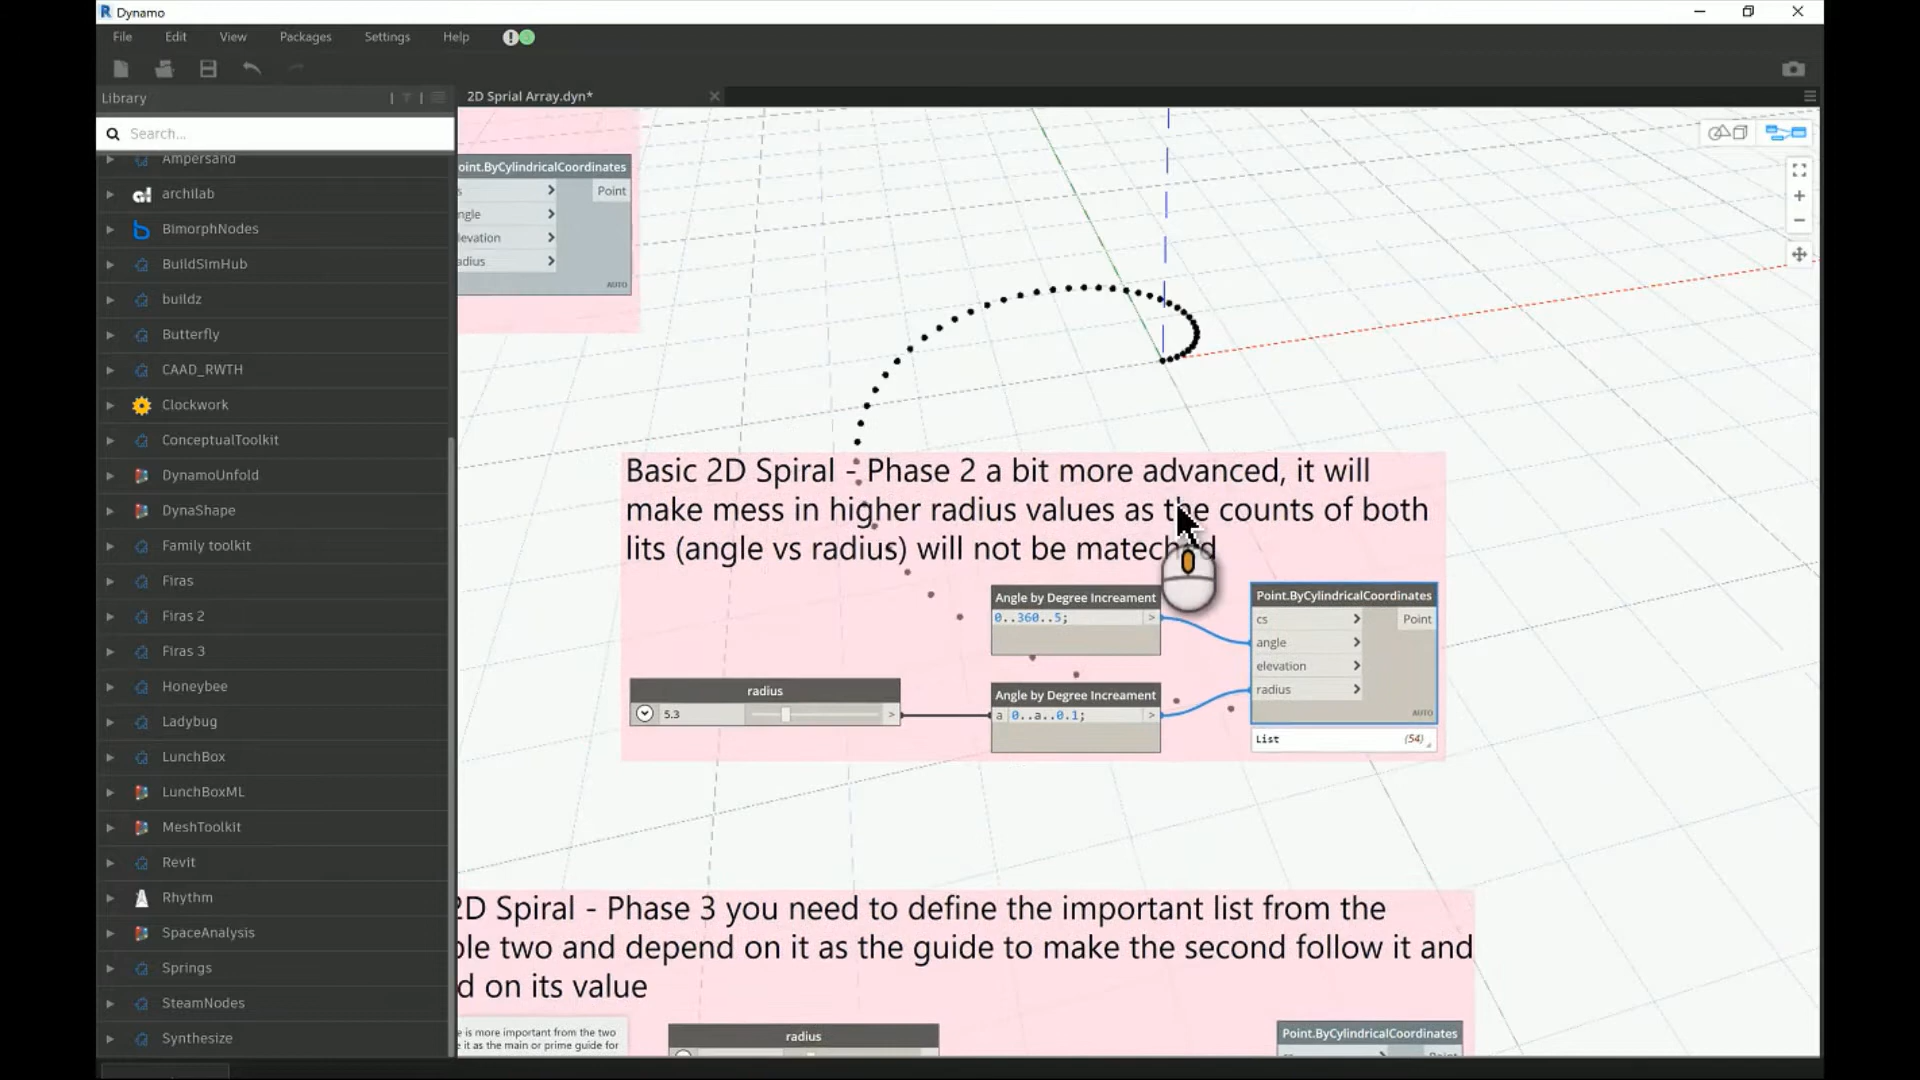 Dynamo
File Edit View Packages Settings Help
Library
2D Sprial Array.dyn*
Search...
Ampersand
archilab
BimorphNodes
BuildSimHub
buildz
Butterfly
CAAD_RWTH
Clockwork
ConceptualToolkit
DynamoUnfold
DynaShape
Family toolkit
Firas
Firas 2
Firas 3
Honeybee
Ladybug
LunchBox
LunchBoxML
MeshToolkit
Revit
Rhythm
SpaceAnalysis
Springs
SteamNodes
Synthesize
oint.ByCylindricalCoordinates
s > Point
ngle >
levation >
adius >
AUTO
Basic 2D Spiral - Phase 2 a bit more advanced, it will
make mess in higher radius values as the counts of both
lits (angle vs radius) will not be mateched
Angle by Degree Increament
0..360..5; >
radius
5.3 >
Angle by Degree Increament
a 0..a..0.1; >
Point.ByCylindricalCoordinates
cs > Point
angle >
elevation >
radius >
AUTO
List (54)
2D Spiral - Phase 3 you need to define the important list from the
ble two and depend on it as the guide to make the second follow it and
d on its value
e is more important from the two
e it as the main or prime guide for
radius
Point.ByCylindricalCoordinates